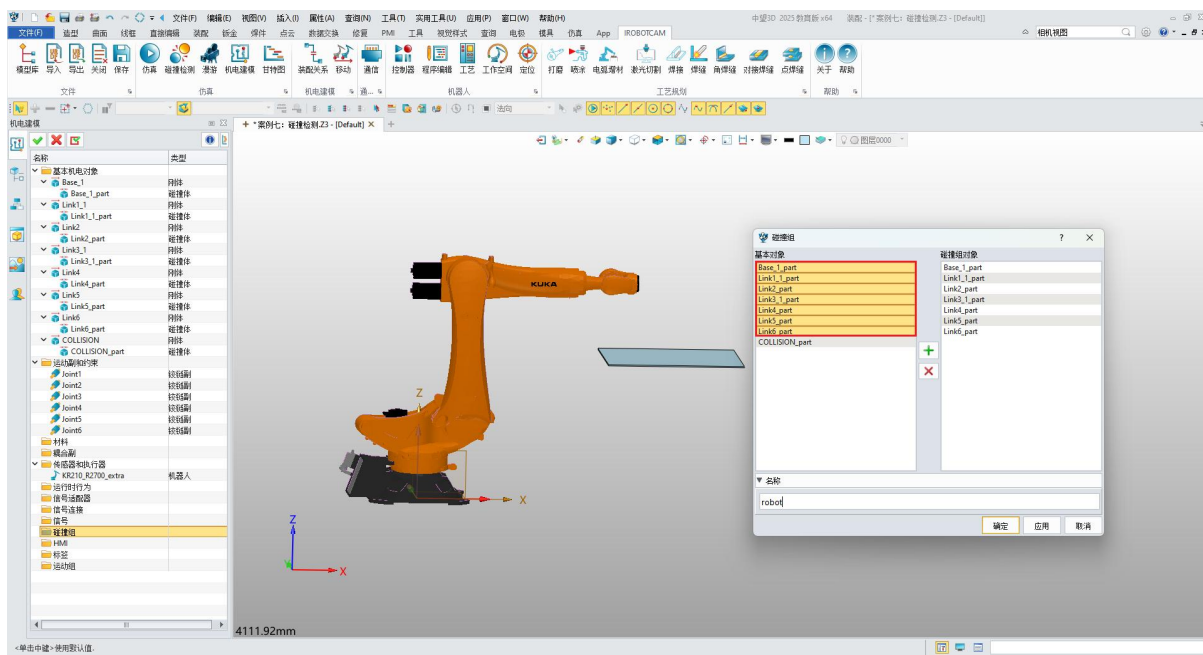 文件(F) 编辑(E) 视图(V) 插入(I) 属性(A) 查询(N) 工具(T) 实用工具(U) 应用(P) 窗口(W) 帮助(H) 中望3D 2025 教育版 x64 装配 - [* 案例七：碰撞检测.Z3 - [Default]]
文件(F) 造型 曲面 线框 直接编辑 装配 钣金 焊件 点云 数据交换 修复 PMI 工具 视觉样式 查询 电极 模具 仿真 App IROBOTCAM 相机视图
模型库 导入 导出 关闭 保存 仿真 碰撞检测 漫游 机电建模 甘特图 装配关系 移动 通信 控制器 程序编辑 工艺 工作空间 定位 打磨 喷涂 电弧增材 激光切割 焊接 焊缝 角焊缝 对接焊缝 点焊缝 关于 帮助
文件 仿真 机电建模 通... 机器人 工艺规划 帮助
法向
机电建模
* 案例七：碰撞检测.Z3 - [Default]
图层0000
名称 类型
基本机电对象
Base_1 刚体
Base_1_part 碰撞体
Link1_1 刚体
Link1_1_part 碰撞体
Link2 刚体
Link2_part 碰撞体
Link3_1 刚体
Link3_1_part 碰撞体
Link4 刚体
Link4_part 碰撞体
Link5 刚体
Link5_part 碰撞体
Link6 刚体
Link6_part 碰撞体
COLLISION 刚体
COLLISION_part 碰撞体
运动副和约束
Joint1 铰链副
Joint2 铰链副
Joint3 铰链副
Joint4 铰链副
Joint5 铰链副
Joint6 铰链副
材料
耦合副
传感器和执行器
KR210_R2700_extra 机器人
运行时行为
信号适配器
信号连接
信号
碰撞组
HMI
标签
运动组
KUKA
Z
X
Z
X
Y
4111.92mm
碰撞组 ?
基本对象 碰撞组对象
Base_1_part Base_1_part
Link1_1_part Link1_1_part
Link2_part Link2_part
Link3_1_part Link3_1_part
Link4_part Link4_part
Link5_part Link5_part
Link6_part Link6_part
COLLISION_part
名称
robot
确定 应用 取消
<单击中键>使用默认值.